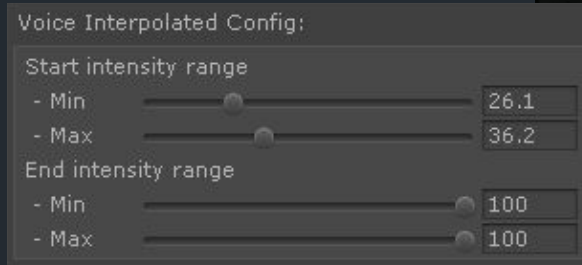 Voice Interpolated Config:
Start intensity range
- Min 26.1
- Max 36.2
End intensity range
- Min 100
- Max 100